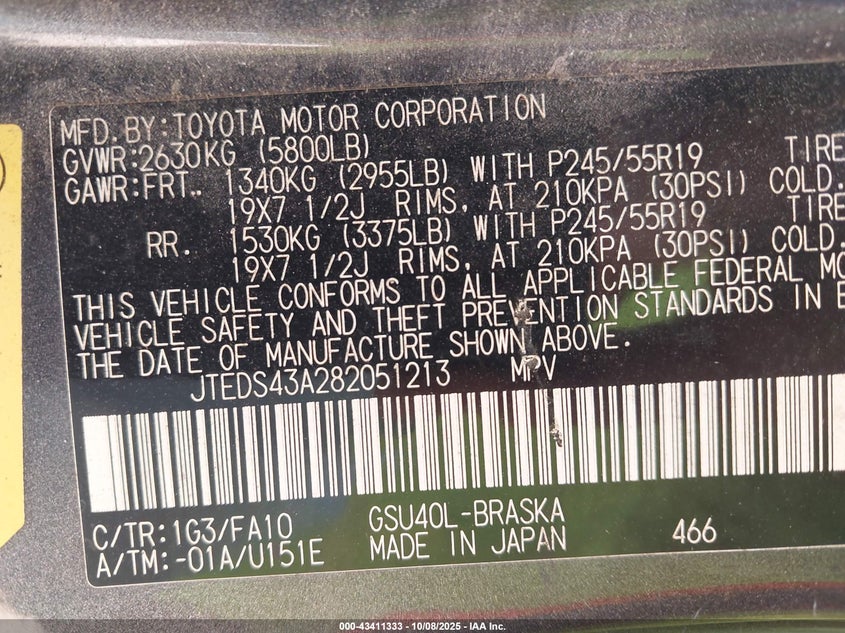 MFD.BY:TOYOTA MOTOR CORPORATION
GVWR:2630KG (5800LB)
GAWR:FRT. 1340KG (2955LB) WITH P245/55R19 TIRE
19X7 1/2J RIMS, AT 210KPA (30PSI) COLD.
RR. 1530KG (3375LB) WITH P245/55R19 TIRE
19X7 1/2J RIMS, AT 210KPA (30PSI) COLD.
THIS VEHICLE CONFORMS TO ALL APPLICABLE FEDERAL MO
VEHICLE SAFETY AND THEFT PREVENTION STANDARDS IN E
THE DATE OF MANUFACTURE SHOWN ABOVE.
JTEDS43A282051213 MPV
C/TR:1G3/FA10 GSU40L-BRASKA
A/TM:-01A/U151E MADE IN JAPAN 466
000-43411333 - 10/08/2025 - IAA Inc.